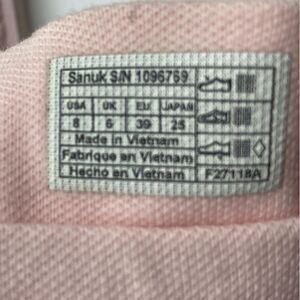 Sanuk S/N 1096769
USA UK EU JAPAN
8 6 39 25
Made in Vietnam
Fabriqué en Vietnam
Hecho en Vietnam
F27118A